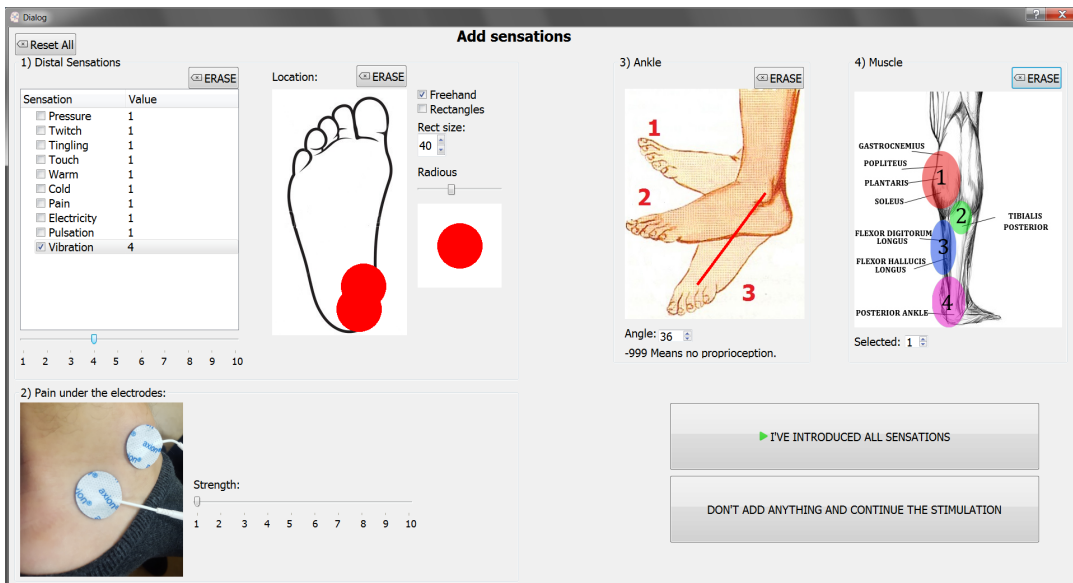 Dialog
?
Add sensations
Reset All
1) Distal Sensations
ERASE
Sensation Value
Pressure 1
Twitch 1
Tingling 1
Touch 1
Warm 1
Cold 1
Pain 1
Electricity 1
Pulsation 1
Vibration 4
1 2 3 4 5 6 7 8 9 10
Location:
ERASE
Freehand
Rectangles
Rect size:
40
Radious
3) Ankle
ERASE
1
2
3
Angle: 36
-999 Means no proprioception.
4) Muscle
ERASE
GASTROCNEMIUS
POPLITEUS
PLANTARIS
SOLEUS
1
2
TIBIALIS
POSTERIOR
FLEXOR DIGITORUM
LONGUS
3
FLEXOR HALLUCIS
LONGUS
4
POSTERIOR ANKLE
Selected: 1
2) Pain under the electrodes:
axion
axion
axion
Strength:
1 2 3 4 5 6 7 8 9 10
I'VE INTRODUCED ALL SENSATIONS
DON'T ADD ANYTHING AND CONTINUE THE STIMULATION